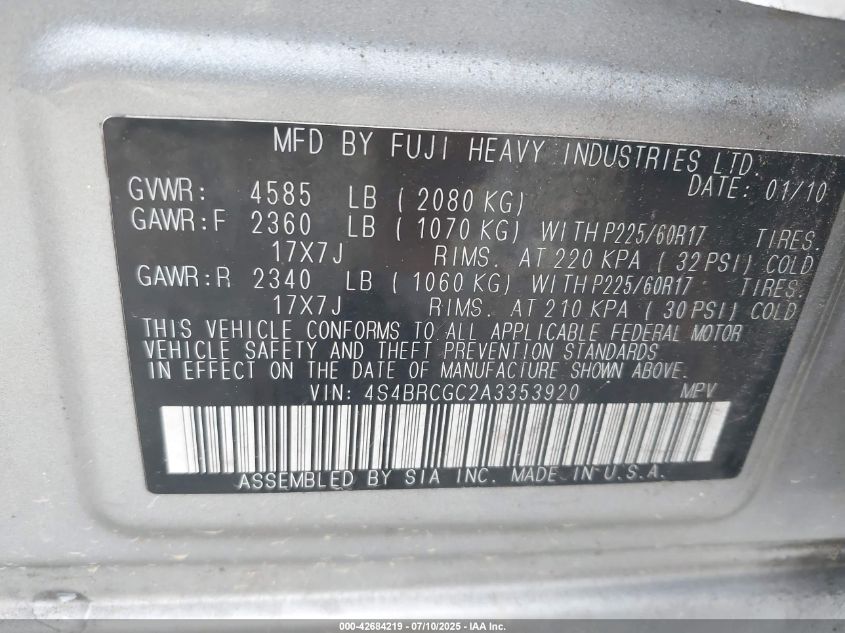 MFD BY FUJI HEAVY INDUSTRIES LTD.
DATE: 01/10
GVWR: 4585 LB ( 2080 KG)
GAWR:F 2360 LB ( 1070 KG) WITH P225/60R17 TIRES.
17X7J RIMS. AT 220 KPA ( 32 PSI) COLD
GAWR:R 2340 LB ( 1060 KG) WITH P225/60R17 TIRES.
17X7J RIMS. AT 210 KPA ( 30 PSI) COLD
THIS VEHICLE CONFORMS TO ALL APPLICABLE FEDERAL MOTOR
VEHICLE SAFETY AND THEFT PREVENTION STANDARDS
IN EFFECT ON THE DATE OF MANUFACTURE SHOWN ABOVE.
VIN: 4S4BRCGC2A3353920 MPV
ASSEMBLED BY SIA INC. MADE IN U.S.A.
000-42684219 - 07/10/2025 - IAA Inc.